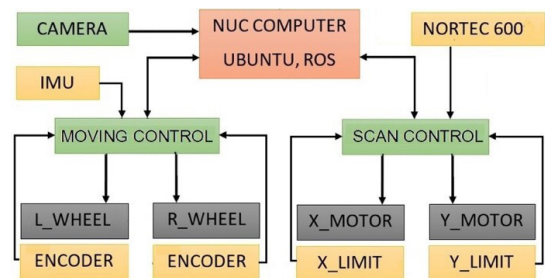 CAMERA
NUC COMPUTER
UBUNTU, ROS
NORTEC 600
IMU
MOVING CONTROL
SCAN CONTROL
L_WHEEL
R_WHEEL
X_MOTOR
Y_MOTOR
ENCODER
ENCODER
X_LIMIT
Y_LIMIT